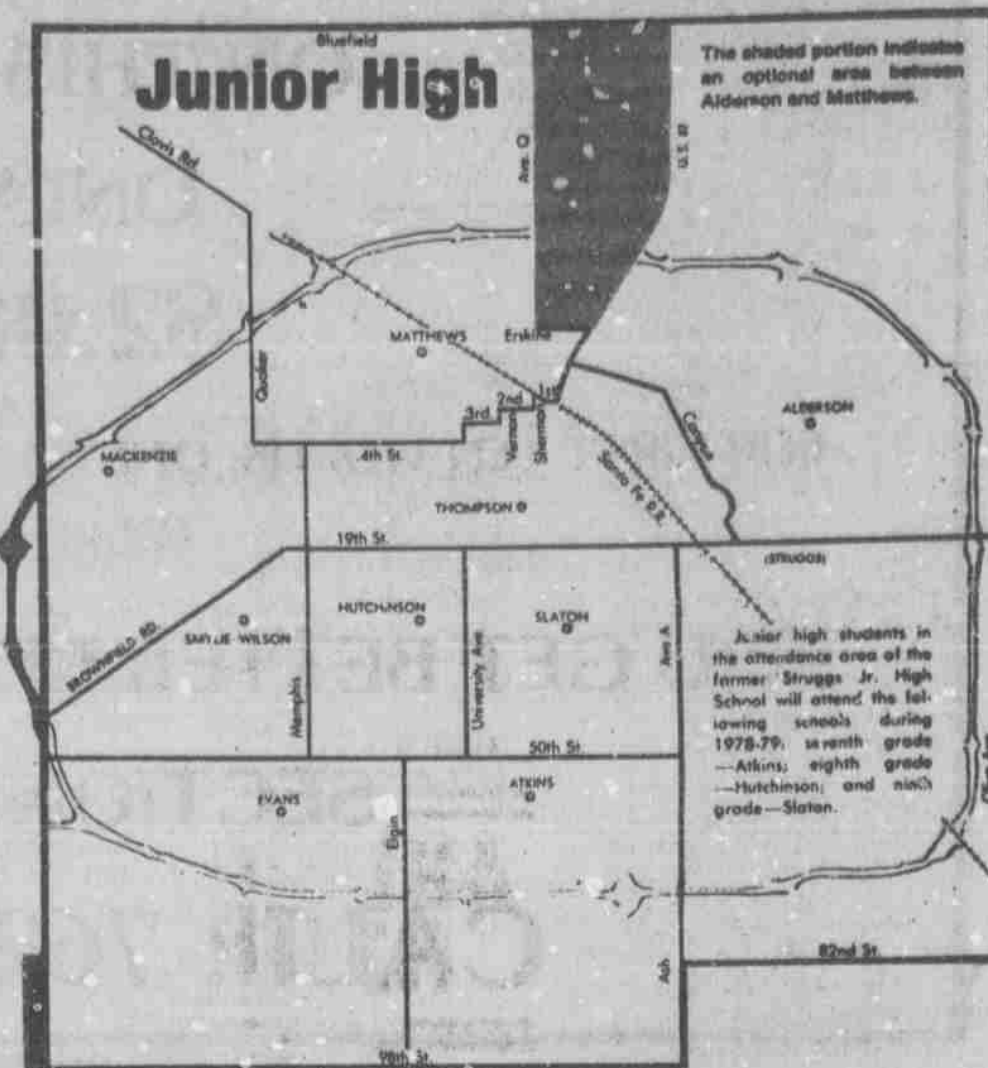 Bluefield
Junior High
The shaded portion indicates
an optional area between
Alderson and Matthews.
Clovis Rd.
Ave. Q
U.S. 87
MATTHEWS
Erskine
Quaker
1st
2nd
3rd
Vernon
Sherman
Canyon
ALDERSON
4th St.
MACKENZIE
Santa Fe R.R.
THOMPSON
19th St.
(STRUGGS)
BROWNFIELD RD.
SMYLIE WILSON
HUTCHINSON
SLATON
Memphis
University Ave.
Ave. A
Junior high students in
the attendance area of the
former Struggs Jr. High
School will attend the fol-
lowing schools during
1978-79: seventh grade
—Atkins; eighth grade
—Hutchinson; and ninth
grade—Slaton.
50th St.
EVANS
ATKINS
Elgin
82nd St.
Ash
98th St.